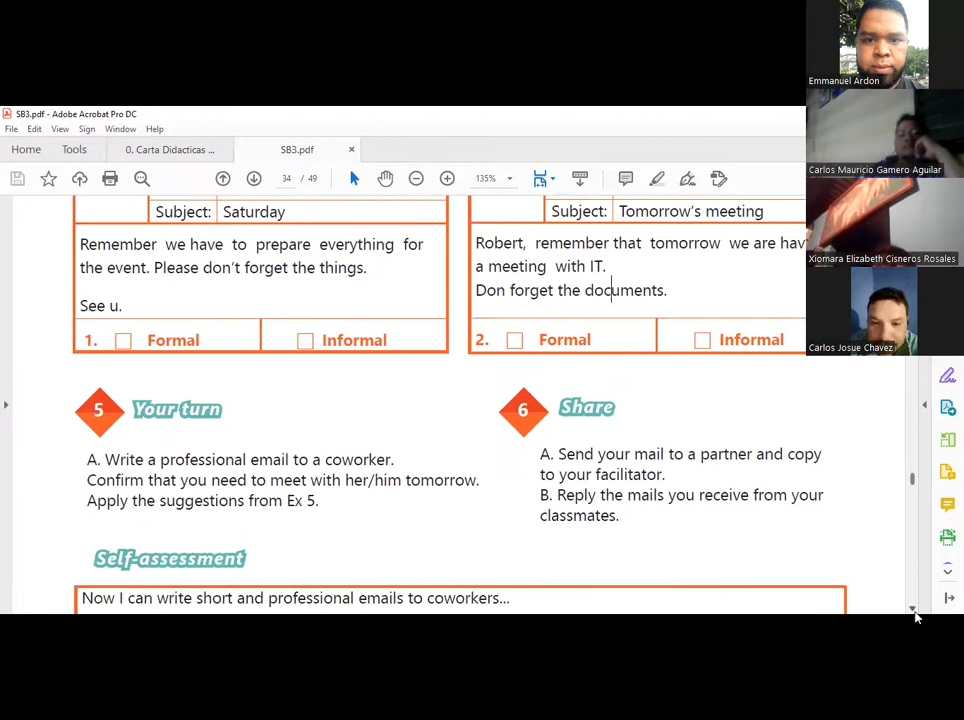 SB3.pdf - Adobe Acrobat Pro DC
File Edit View Sign Window Help
Home Tools 0. Carta Didacticas ... SB3.pdf
34 / 49 135%
Subject: Saturday
Remember we have to prepare everything for
the event. Please don't forget the things.
See u.
1. Formal Informal
Subject: Tomorrow's meeting
Robert, remember that tomorrow we are hav
a meeting with IT.
Don forget the documents.
2. Formal Informal
5 Your turn
A. Write a professional email to a coworker.
Confirm that you need to meet with her/him tomorrow.
Apply the suggestions from Ex 5.
6 Share
A. Send your mail to a partner and copy
to your facilitator.
B. Reply the mails you receive from your
classmates.
Self-assessment
Now I can write short and professional emails to coworkers...
Emmanuel Ardon
Carlos Mauricio Gamero Aguilar
Xiomara Elizabeth Cisneros Rosales
Carlos Josue Chavez